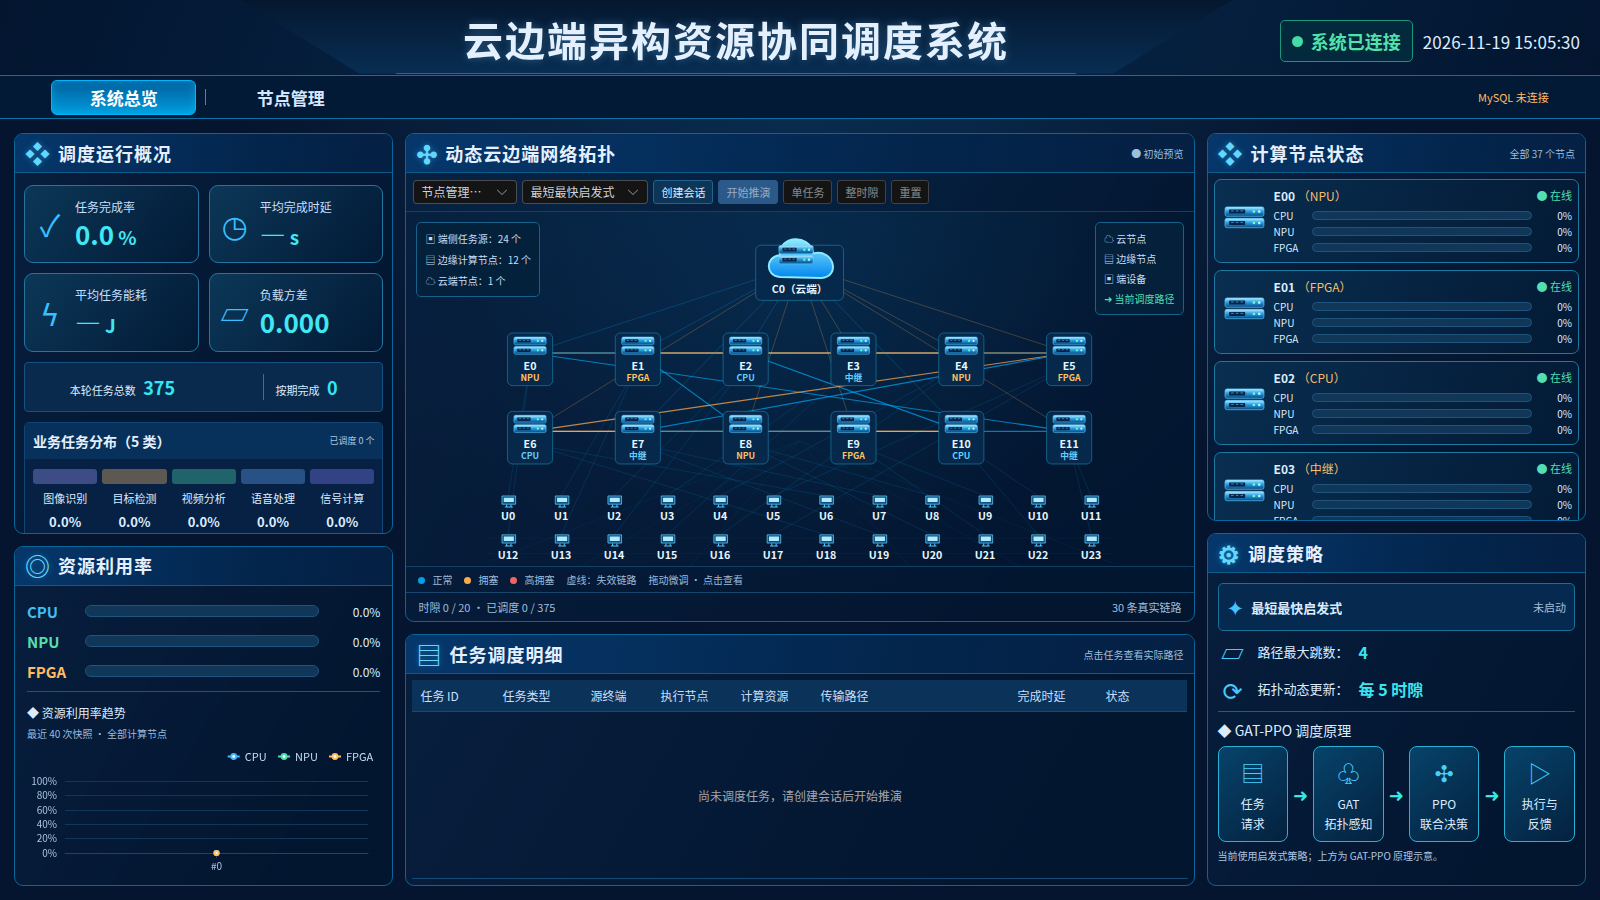 云边端异构资源协同调度系统
系统已连接
2026-11-19 15:05:30
系统总览
节点管理
MySQL 未连接
调度运行概况
任务完成率
0.0 %
平均完成时延
— s
平均任务能耗
— J
负载方差
0.000
本轮任务总数 375
按期完成 0
业务任务分布（5 类）
已调度 0 个
图像识别 目标检测 视频分析 语音处理 信号计算
0.0% 0.0% 0.0% 0.0% 0.0%
资源利用率
CPU 0.0%
NPU 0.0%
FPGA 0.0%
◆ 资源利用率趋势
最近 40 次快照 · 全部计算节点
CPU NPU FPGA
100%
80%
60%
40%
20%
0%
#0
动态云边端网络拓扑
初始预览
节点管理…
最短最快启发式
创建会话
开始推演
单任务
整时隙
重置
端侧任务源：24 个
边缘计算节点：12 个
云端节点：1 个
云节点
边缘节点
端设备
➜ 当前调度路径
C0（云端）
E0 E1 E2 E3 E4 E5
NPU FPGA CPU 中继 NPU FPGA
E6 E7 E8 E9 E10 E11
CPU 中继 NPU FPGA CPU 中继
U0 U1 U2 U3 U4 U5 U6 U7 U8 U9 U10 U11
U12 U13 U14 U15 U16 U17 U18 U19 U20 U21 U22 U23
正常 拥塞 高拥塞 虚线：失效链路 拖动微调 · 点击查看
时隙 0 / 20 · 已调度 0 / 375
30 条真实链路
任务调度明细
点击任务查看实际路径
任务 ID 任务类型 源终端 执行节点 计算资源 传输路径 完成时延 状态
尚未调度任务，请创建会话后开始推演
计算节点状态
全部 37 个节点
E00（NPU） 在线
CPU 0%
NPU 0%
FPGA 0%
E01（FPGA） 在线
CPU 0%
NPU 0%
FPGA 0%
E02（CPU） 在线
CPU 0%
NPU 0%
FPGA 0%
E03（中继） 在线
CPU 0%
NPU 0%
FPGA 0%
调度策略
最短最快启发式
未启动
路径最大跳数： 4
拓扑动态更新： 每 5 时隙
◆ GAT-PPO 调度原理
任务
请求
➜
GAT
拓扑感知
➜
PPO
联合决策
➜
执行与
反馈
当前使用启发式策略；上方为 GAT-PPO 原理示意。